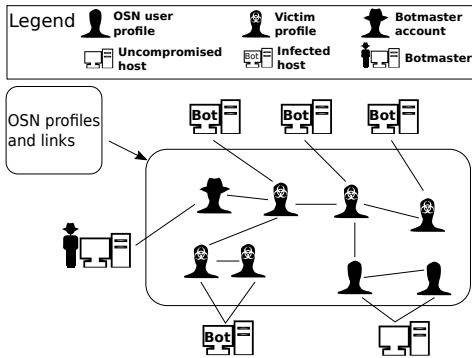 Legend
OSN user
profile
Victim
profile
Botmaster
account
Uncompromised
host
Bot
Infected
host
Botmaster
OSN profiles
and links
Bot
Bot
Bot
Bot